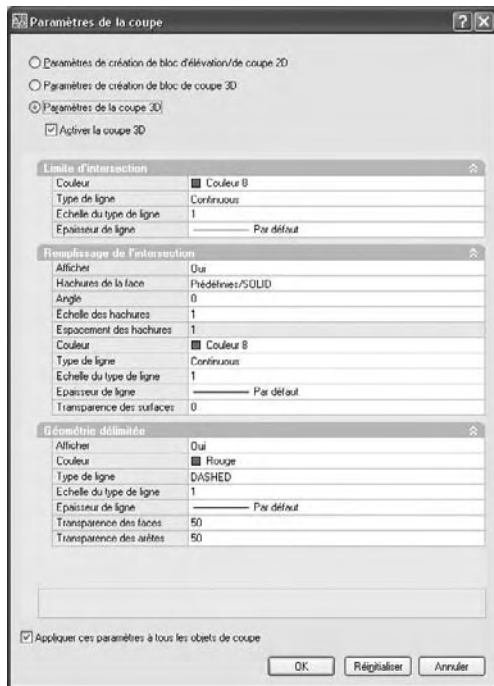 Paramètres de la coupe
Paramètres de création de bloc d'élévation/de coupe 2D
Paramètres de création de bloc de coupe 3D
Paramètres de la coupe 3D
Activer la coupe 3D
Limite d'intersection
Couleur Couleur 8
Type de ligne Continuous
Echelle du type de ligne 1
Epaisseur de ligne Par défaut
Remplissage de l'intersection
Afficher Oui
Hachures de la face Prédéfinies/SOLID
Angle 0
Echelle des hachures 1
Espacement des hachures 1
Couleur Couleur 8
Type de ligne Continuous
Echelle du type de ligne 1
Epaisseur de ligne Par défaut
Transparence des surfaces 0
Géométrie délimitée
Afficher Oui
Couleur Rouge
Type de ligne DASHED
Echelle du type de ligne 1
Epaisseur de ligne Par défaut
Transparence des faces 50
Transparence des arêtes 50
Appliquer ces paramètres à tous les objets de coupe
OK Réinitialiser Annuler